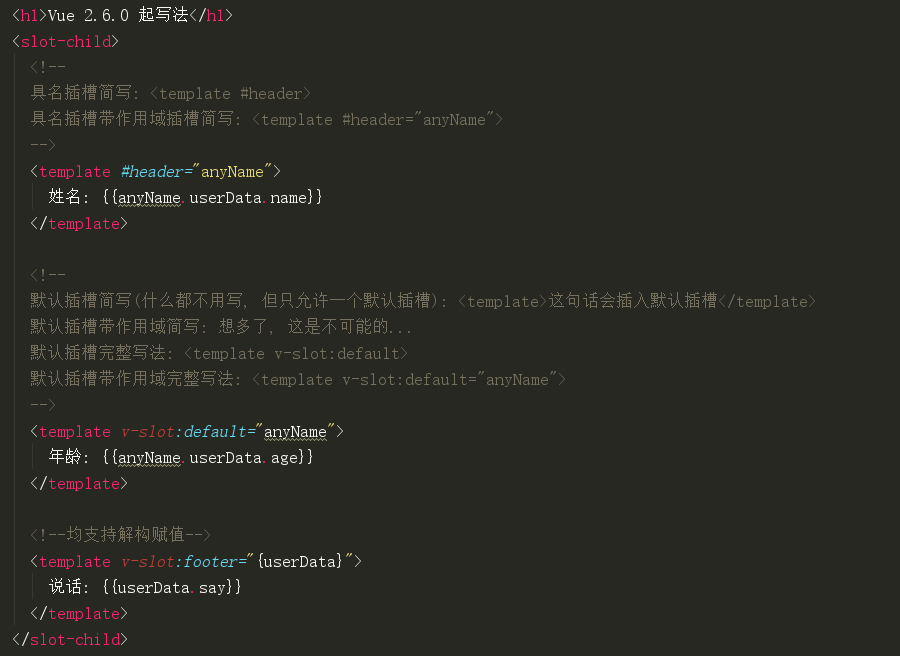 <h1>Vue 2.6.0 起写法</h1>
<slot-child>
<!--
具名插槽简写: <template #header>
具名插槽带作用域插槽简写: <template #header="anyName">
-->
<template #header="anyName">
姓名: {{anyName.userData.name}}
</template>
<!--
默认插槽简写(什么都不用写, 但只允许一个默认插槽): <template>这句话会插入默认插槽</template>
默认插槽带作用域简写: 想多了, 这是不可能的...
默认插槽完整写法: <template v-slot:default>
默认插槽带作用域完整写法: <template v-slot:default="anyName">
-->
<template v-slot:default="anyName">
年龄: {{anyName.userData.age}}
</template>
<!--均支持解构赋值-->
<template v-slot:footer="{userData}">
说话: {{userData.say}}
</template>
</slot-child>